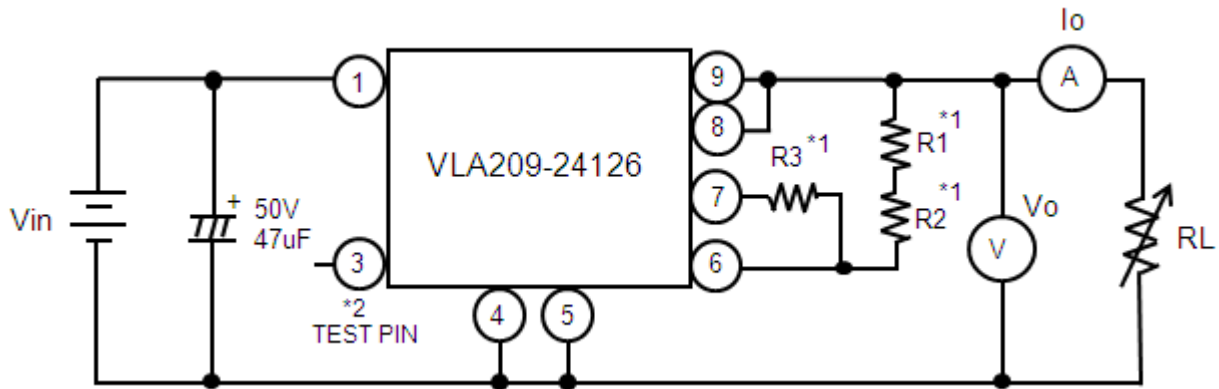 Io
1
9
A
8
VLA209-24126
R3*1
R1*1
Vin
+ 50V
47uF
7
R2*1
Vo
V
RL
3
6
*2
TEST PIN
4
5